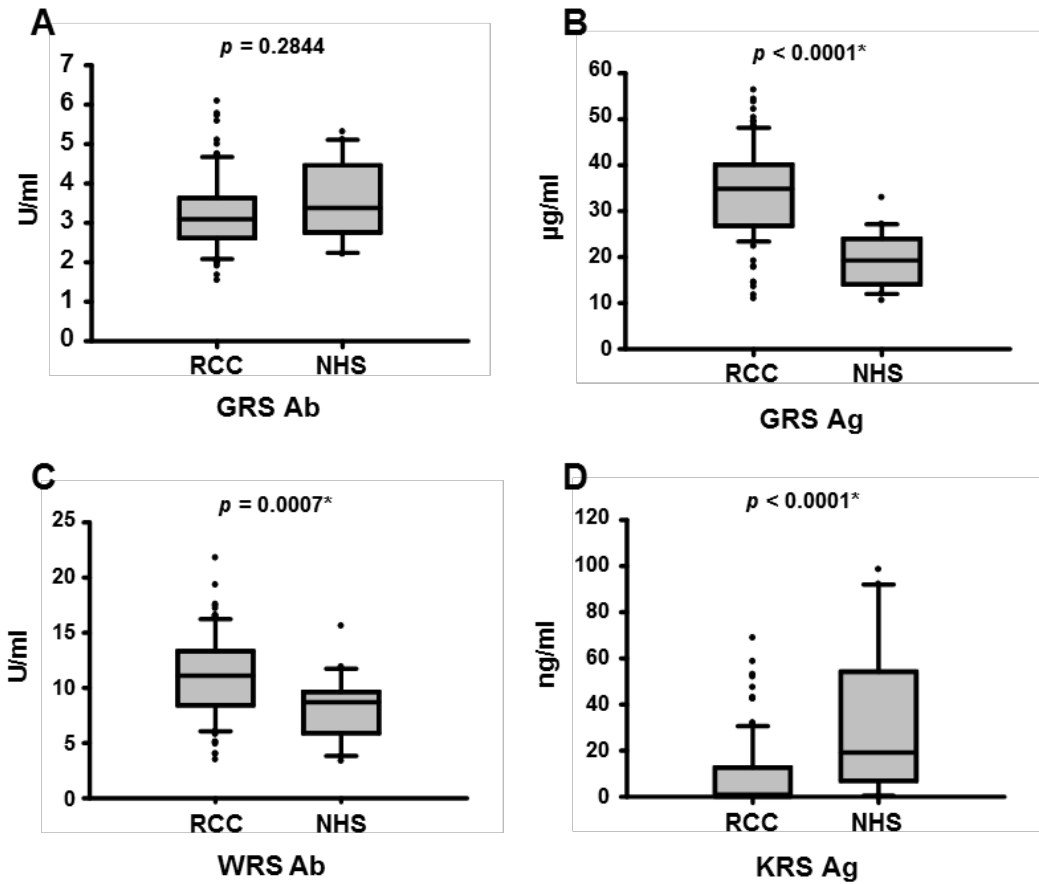 A
p = 0.2844
7
6
5
4
3
2
1
0
U/ml
RCC NHS
GRS Ab
B
p < 0.0001*
60
50
40
30
20
10
0
µg/ml
RCC NHS
GRS Ag
C
p = 0.0007*
25
20
15
10
5
0
U/ml
RCC NHS
WRS Ab
D
p < 0.0001*
120
100
80
60
40
20
0
ng/ml
RCC NHS
KRS Ag